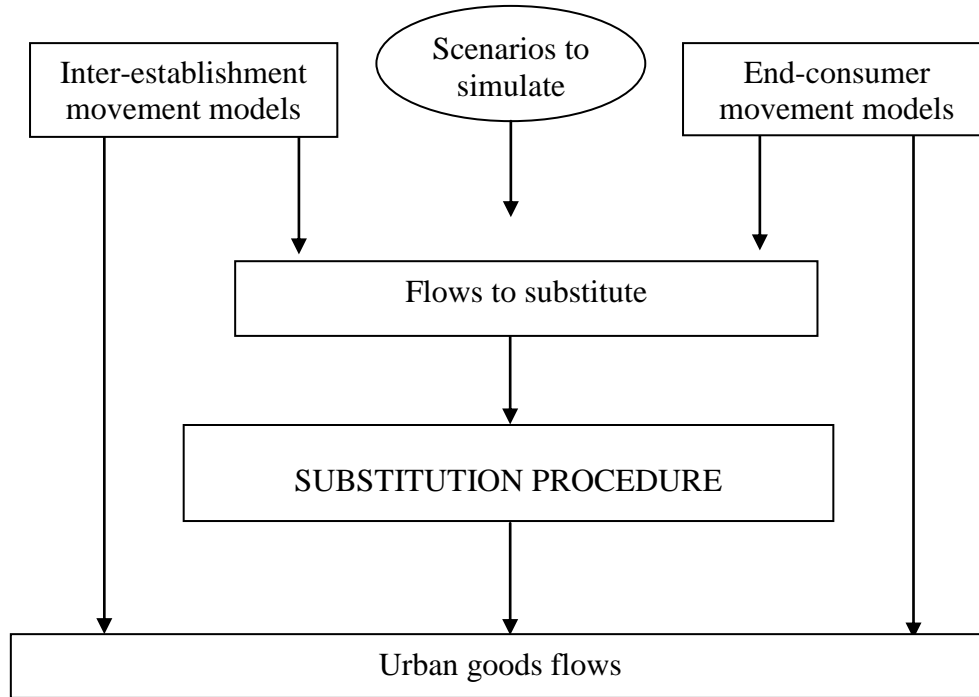 Inter-establishment
movement models
Scenarios to
simulate
End-consumer
movement models
Flows to substitute
SUBSTITUTION PROCEDURE
Urban goods flows